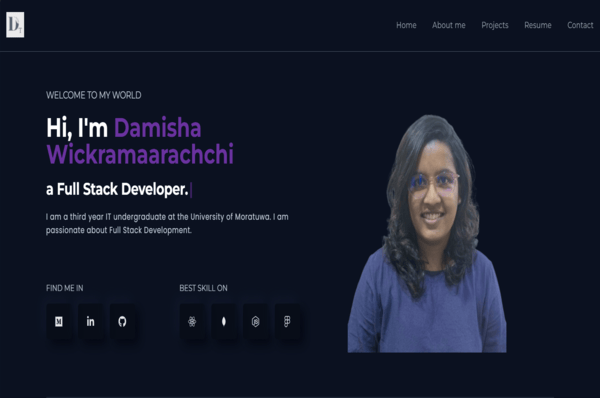 D
Home About me Projects Resume Contact
WELCOME TO MY WORLD
Hi, I'm Damisha
Wickramaarachchi
a Full Stack Developer.
I am a third year IT undergraduate at the University of Moratuwa. I am
passionate about Full Stack Development.
FIND ME IN BEST SKILL ON
in